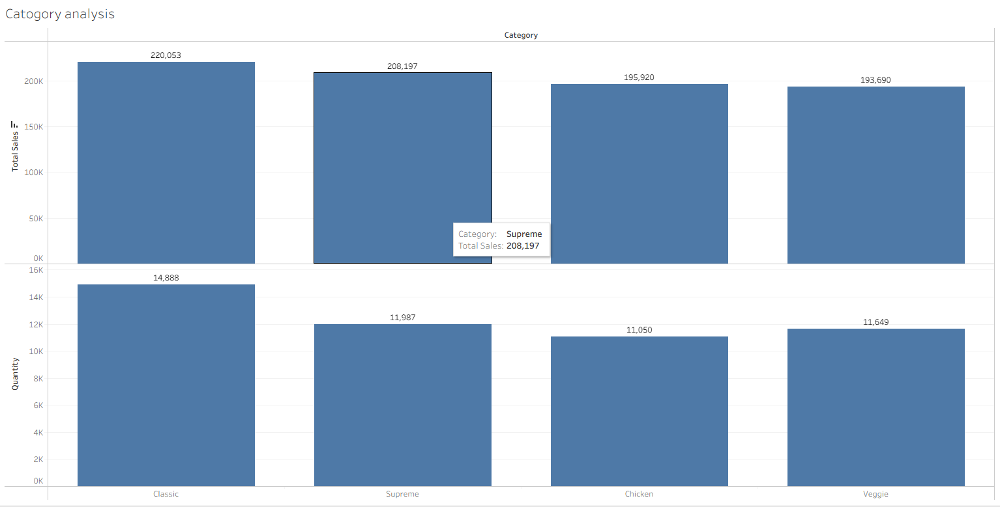 Catogory analysis
Category
Total Sales
200K
150K
100K
50K
0K
220,053
208,197
195,920
193,690
Category: Supreme
Total Sales: 208,197
Quantity
16K
14K
12K
10K
8K
6K
4K
2K
0K
14,888
11,987
11,050
11,649
Classic Supreme Chicken Veggie